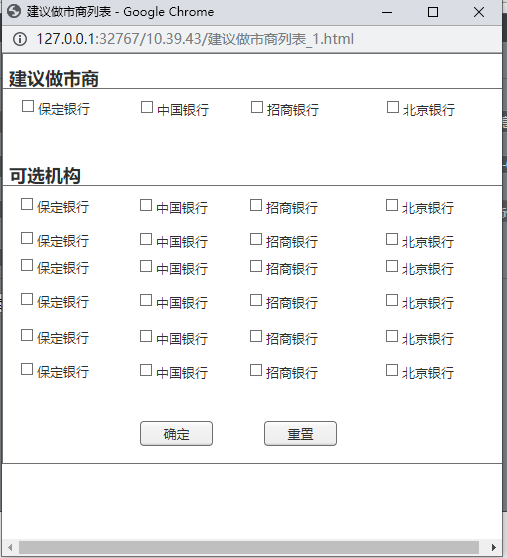 建议做市商列表 - Google Chrome
127.0.0.1:32767/10.39.43/建议做市商列表_1.html
建议做市商
保定银行 中国银行 招商银行 北京银行
可选机构
保定银行 中国银行 招商银行 北京银行
保定银行 中国银行 招商银行 北京银行
保定银行 中国银行 招商银行 北京银行
保定银行 中国银行 招商银行 北京银行
保定银行 中国银行 招商银行 北京银行
保定银行 中国银行 招商银行 北京银行
确定 重置